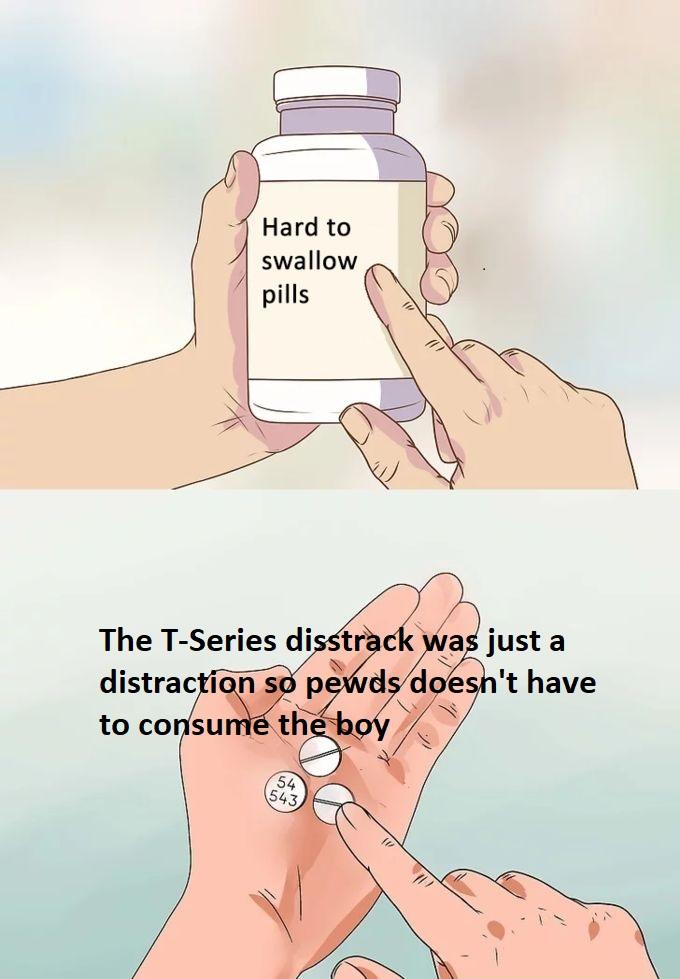 Hard to
swallow
pills
The T-Series disstrack was just a
distraction so pewds doesn't have
to consume the boy
54
543